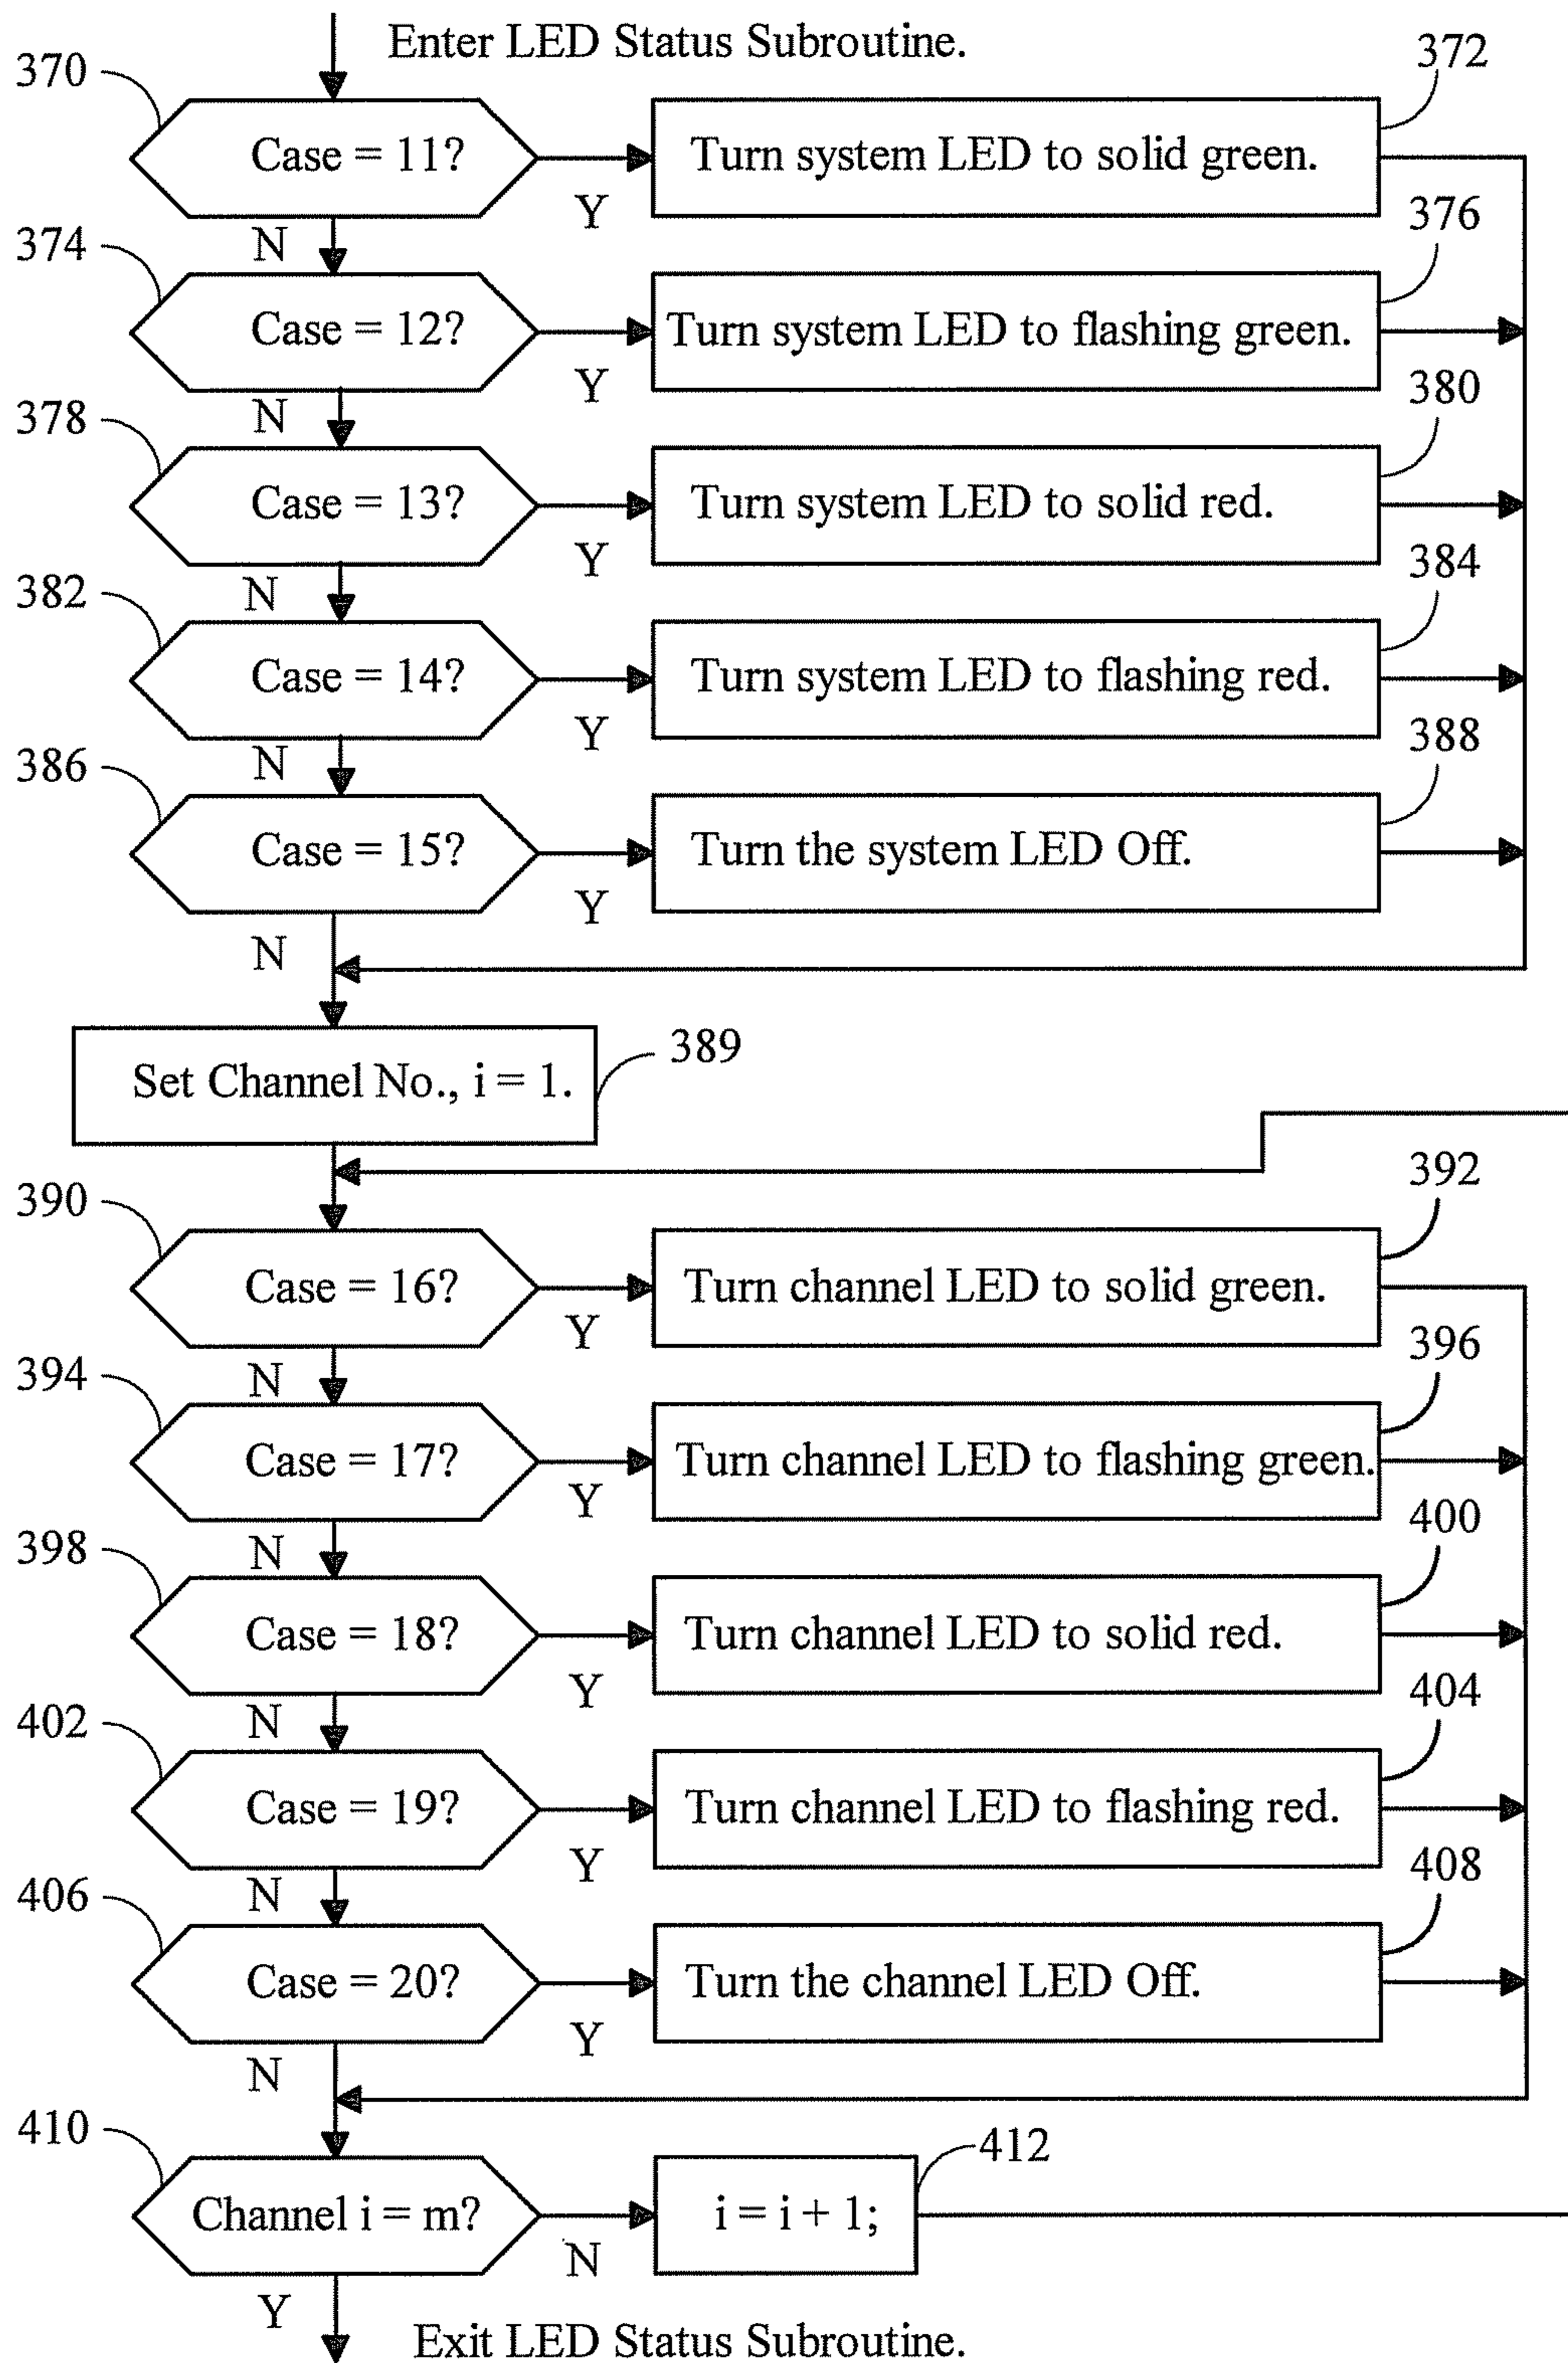 Enter LED Status Subroutine.
370
372
Case = 11?
Turn system LED to solid green.
Y
N
374
376
Case = 12?
Turn system LED to flashing green.
Y
N
378
380
Case = 13?
Turn system LED to solid red.
Y
N
382
384
Case = 14?
Turn system LED to flashing red.
Y
N
386
388
Case = 15?
Turn the system LED Off.
Y
N
Set Channel No., i = 1.
389
390
392
Case = 16?
Turn channel LED to solid green.
Y
N
394
396
Case = 17?
Turn channel LED to flashing green.
Y
N
398
400
Case = 18?
Turn channel LED to solid red.
Y
N
402
404
Case = 19?
Turn channel LED to flashing red.
Y
N
406
408
Case = 20?
Turn the channel LED Off.
Y
N
410
412
Channel i = m?
i = i + 1;
N
Y
Exit LED Status Subroutine.